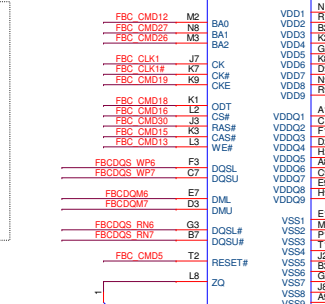 FBC_CMD12 M2 BA0 VDD1
FBC_CMD27 N8 BA1 VDD2
FBC_CMD26 M3 BA2 VDD3
VDD4
VDD5
FBC_CLK1 J7 CK VDD6
FBC_CLK1# K7 CK# VDD7
FBC_CMD19 K9 CKE VDD8
VDD9
FBC_CMD18 K1 ODT
FBC_CMD16 L2 CS# VDDQ1
FBC_CMD30 J3 RAS# VDDQ2
FBC_CMD15 K3 CAS# VDDQ3
FBC_CMD13 L3 WE# VDDQ4
VDDQ5
FBCDQS_WP6 F3 DQSL VDDQ6
FBCDQS_WP7 C7 DQSU VDDQ7
VDDQ8
FBCDQM6 E7 DML VDDQ9
FBCDQM7 D3 DMU
VSS1
FBCDQS_RN6 G3 DQSL# VSS2
FBCDQS_RN7 B7 DQSU# VSS3
VSS4
FBC_CMD5 T2 RESET# VSS5
VSS6
L8 ZQ VSS7
VSS8
VSS9
1